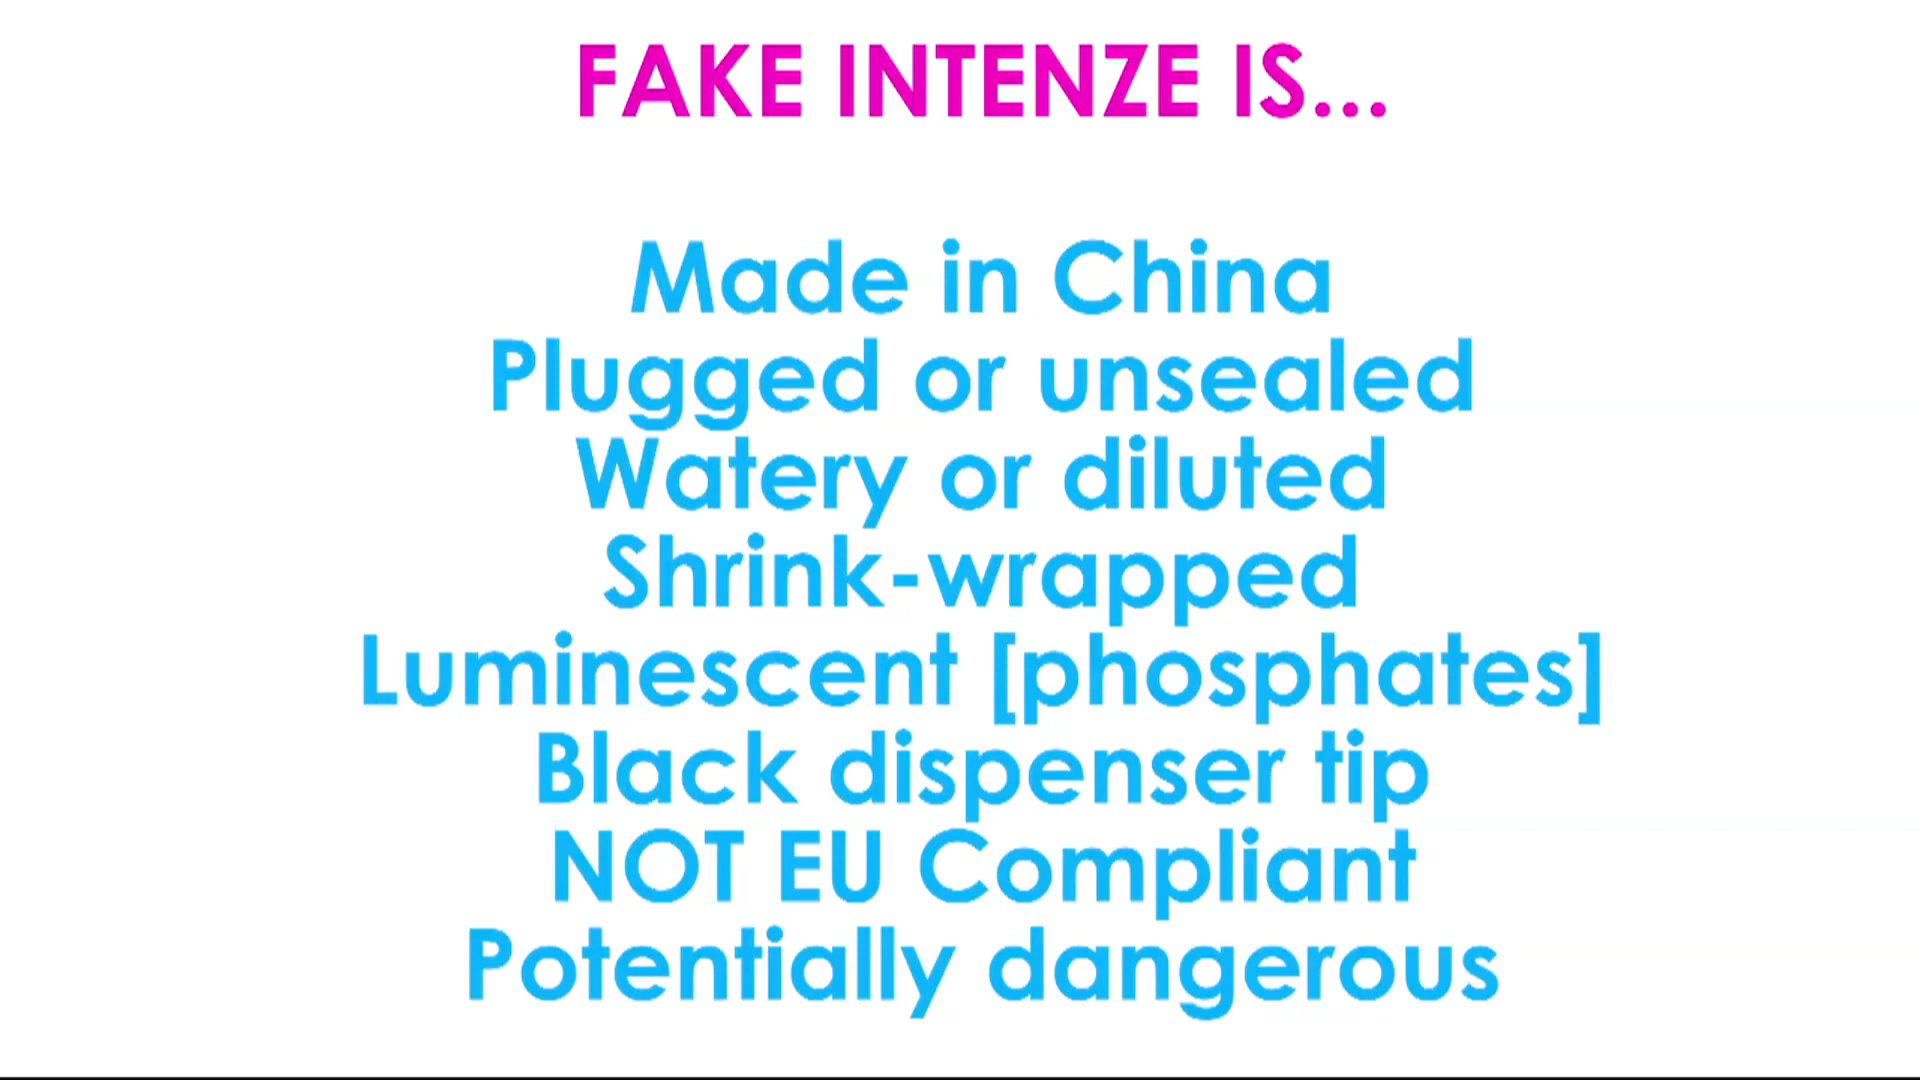 FAKE INTENZE IS...
Made in China
Plugged or unsealed
Watery or diluted
Shrink-wrapped
Luminescent [phosphates]
Black dispenser tip
NOT EU Compliant
Potentially dangerous